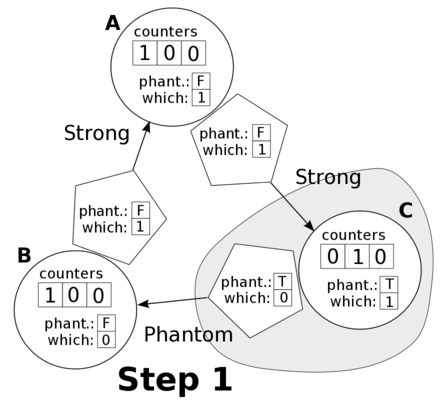 A
counters
1 0 0
phant.: F
which: 1
Strong
phant.: F
which: 1
Strong
C
counters
0 1 0
phant.: T
which: 1
phant.: F
which: 1
B
counters
1 0 0
phant.: F
which: 0
phant.: T
which: 0
Phantom
Step 1